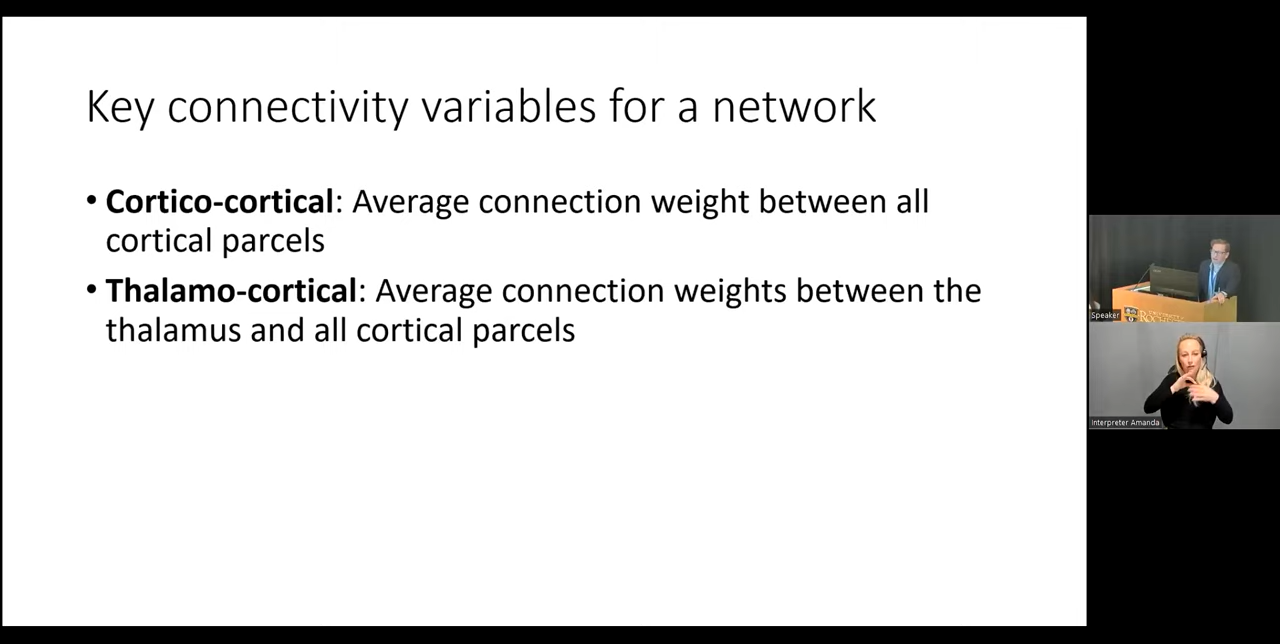 Key connectivity variables for a network
• Cortico-cortical: Average connection weight between all
cortical parcels
• Thalamo-cortical: Average connection weights between the
thalamus and all cortical parcels
Speaker
Interpreter Amanda